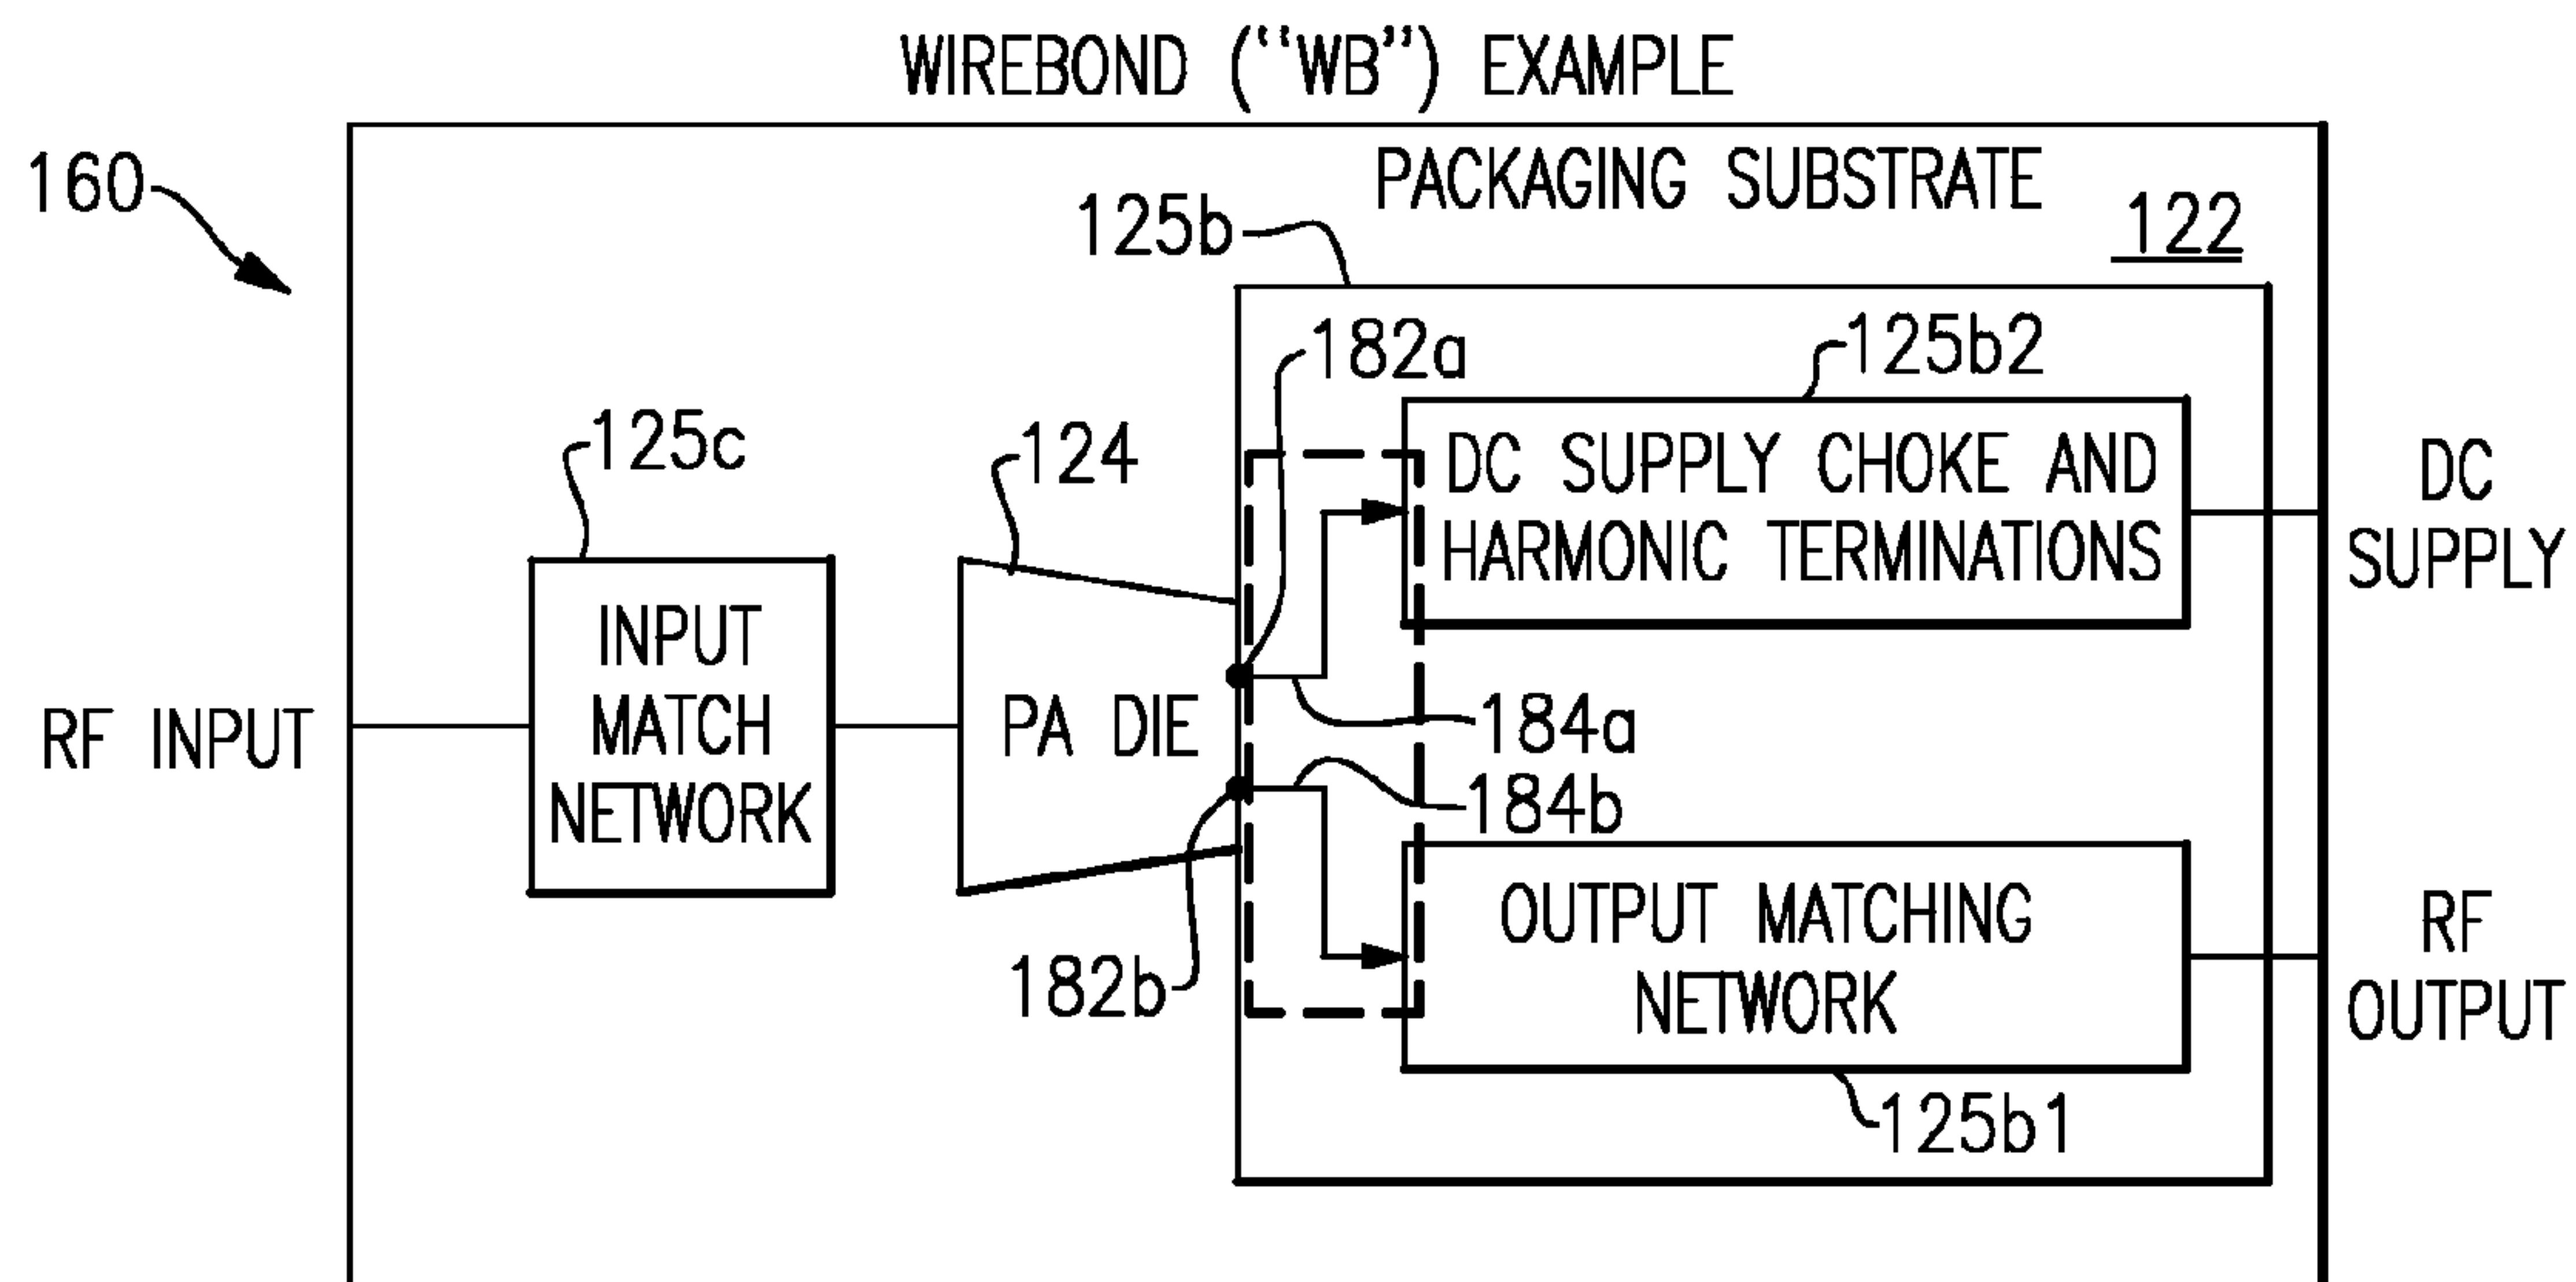 WIREBOND ("WB") EXAMPLE
160
PACKAGING SUBSTRATE
122
125b
182a
125b2
125c
124
DC SUPPLY CHOKE AND
HARMONIC TERMINATIONS
DC
SUPPLY
RF INPUT
INPUT
MATCH
NETWORK
PA DIE
184a
184b
182b
OUTPUT MATCHING
NETWORK
RF
OUTPUT
125b1